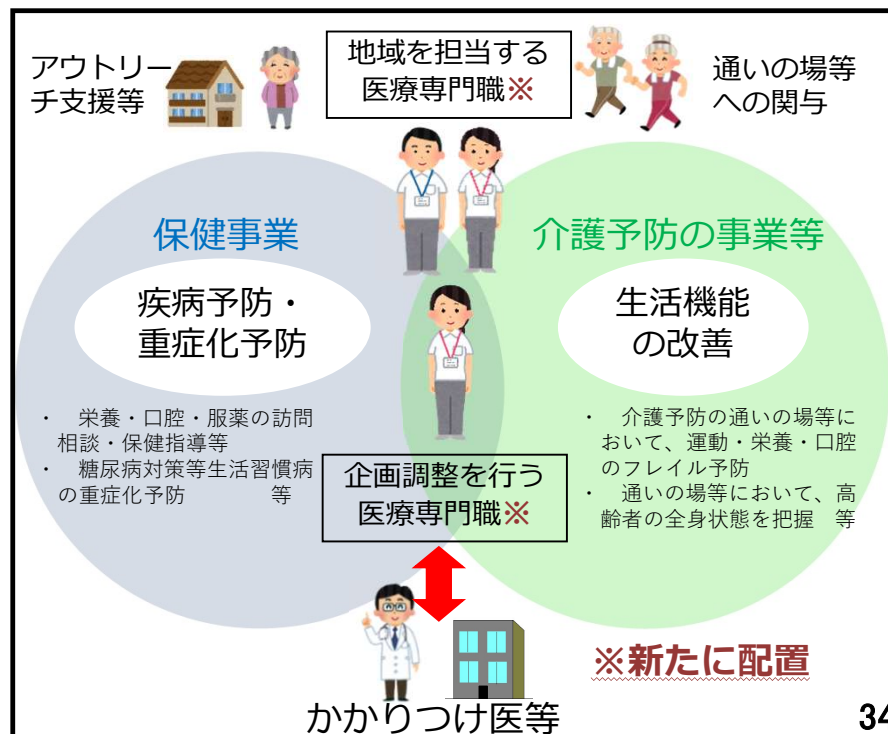 アウトリー
チ支援等
地域を担当する
医療専門職※
通いの場等
への関与
保健事業
介護予防の事業等
疾病予防・
重症化予防
生活機能
の改善
・ 栄養・口腔・服薬の訪問
相談・保健指導等
・ 糖尿病対策等生活習慣病
の重症化予防 等
・ 介護予防の通いの場等に
おいて、運動・栄養・口腔
のフレイル予防
・ 通いの場等において、高
齢者の全身状態を把握 等
企画調整を行う
医療専門職※
※新たに配置
かかりつけ医等
34